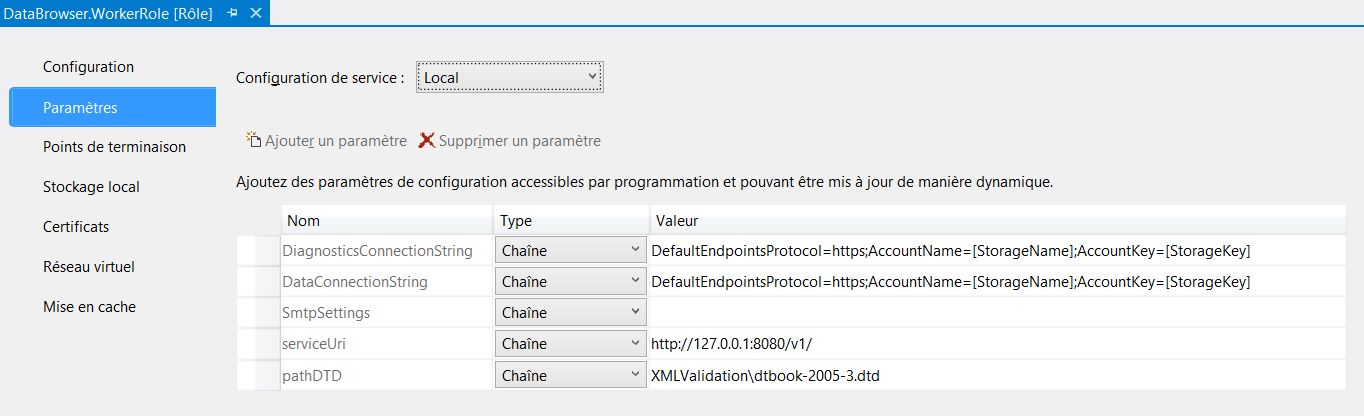 DataBrowser.WorkerRole [Rôle]
Configuration
Paramètres
Points de terminaison
Stockage local
Certificats
Réseau virtuel
Mise en cache
Configuration de service : Local
Ajouter un paramètre Supprimer un paramètre
Ajoutez des paramètres de configuration accessibles par programmation et pouvant être mis à jour de manière dynamique.
Nom Type Valeur
DiagnosticsConnectionString Chaîne DefaultEndpointsProtocol=https;AccountName=[StorageName];AccountKey=[StorageKey]
DataConnectionString Chaîne DefaultEndpointsProtocol=https;AccountName=[StorageName];AccountKey=[StorageKey]
SmtpSettings Chaîne
serviceUri Chaîne http://127.0.0.1:8080/v1/
pathDTD Chaîne XMLValidation\dtbook-2005-3.dtd